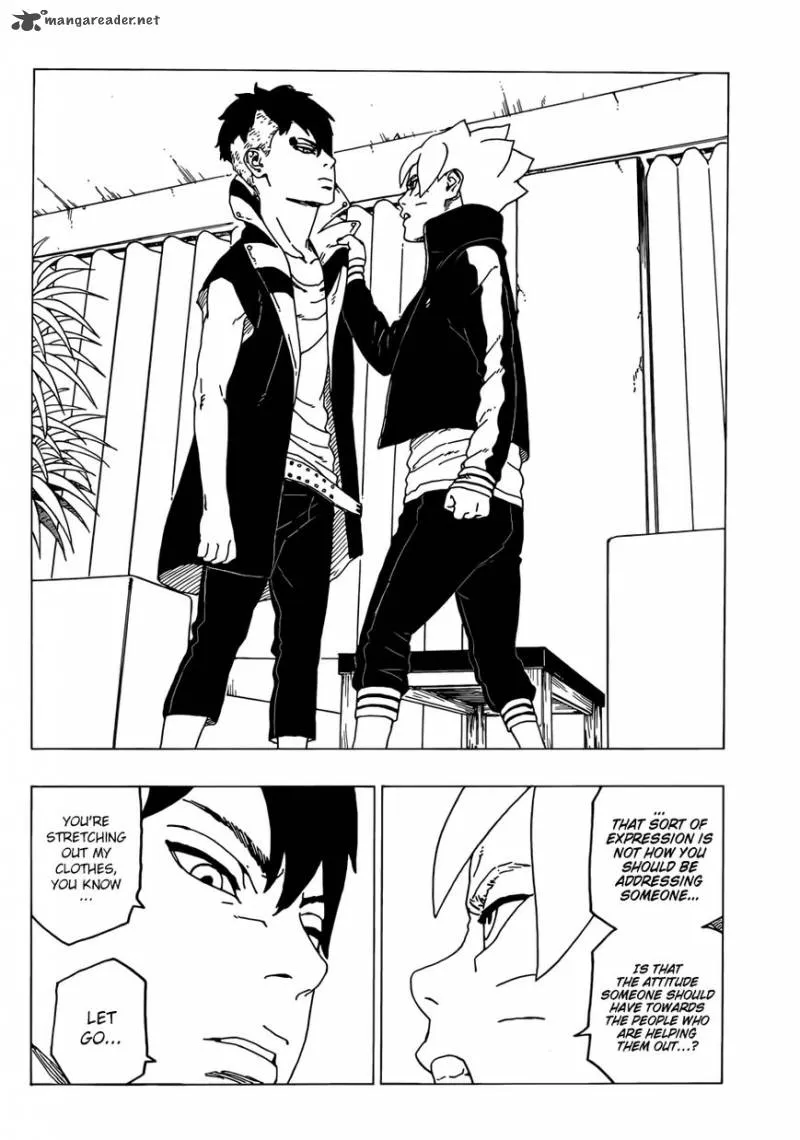 mangareader.net
...
THAT SORT OF
EXPRESSION IS
NOT HOW YOU
SHOULD BE
ADDRESSING
SOMEONE...
IS THAT
THE ATTITUDE
SOMEONE SHOULD
HAVE TOWARDS
THE PEOPLE WHO
ARE HELPING
THEM OUT...?
YOU'RE
STRETCHING
OUT MY
CLOTHES,
YOU KNOW
...
LET
GO...